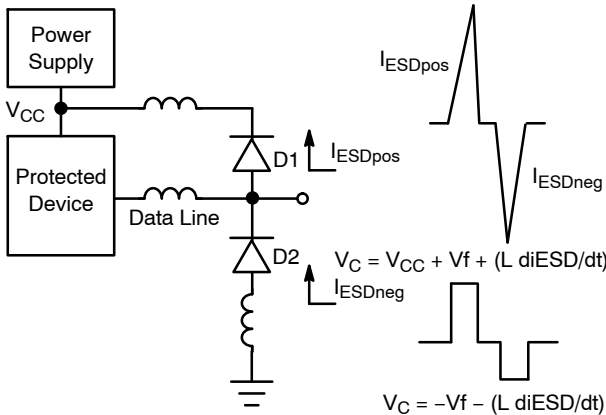 Power
Supply
V_CC
Protected
Device
Data Line
D1
I_ESDpos
D2
I_ESDneg
I_ESDpos
I_ESDneg
V_C = V_CC + Vf + (L diESD/dt)
V_C = −Vf − (L diESD/dt)